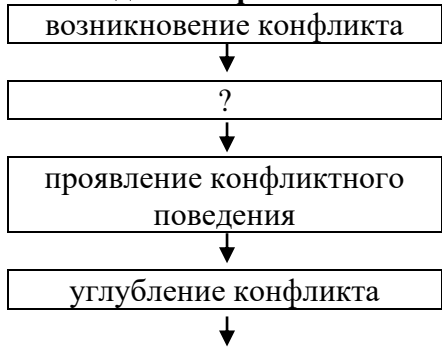 возникновение конфликта
?
проявление конфликтного
поведения
углубление конфликта